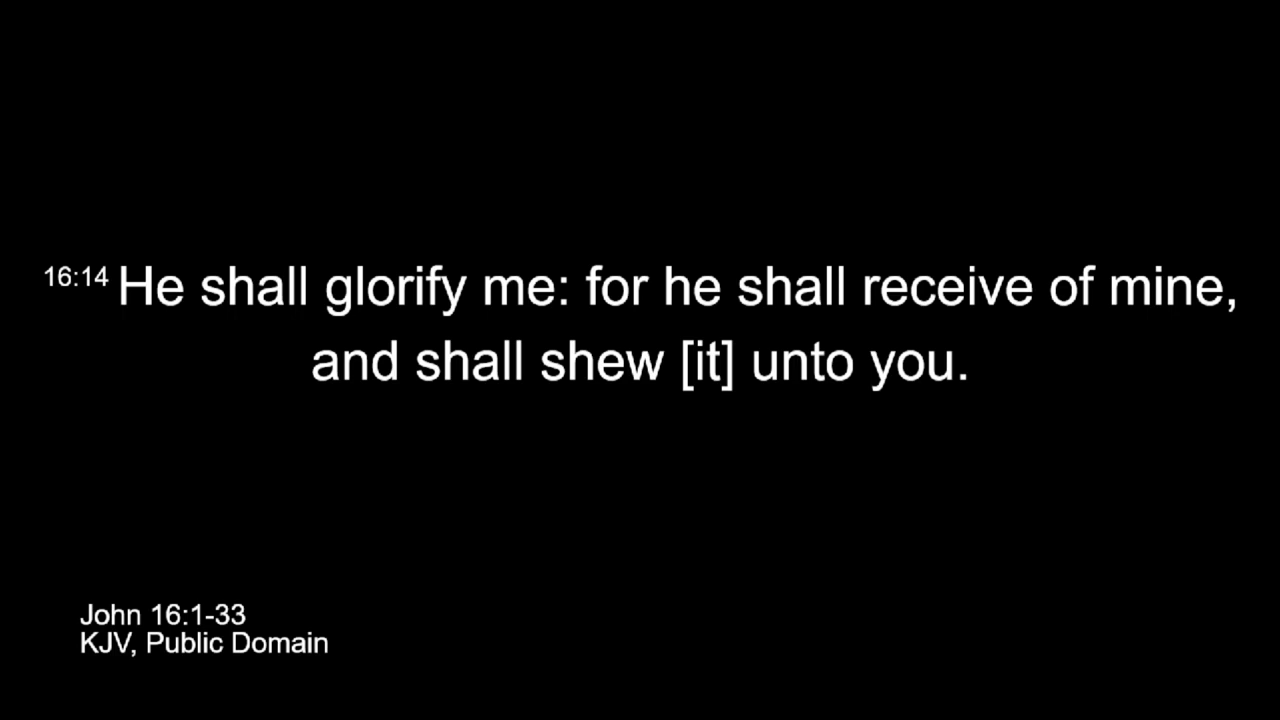 16:14 He shall glorify me: for he shall receive of mine,
and shall shew [it] unto you.
John 16:1-33
KJV, Public Domain